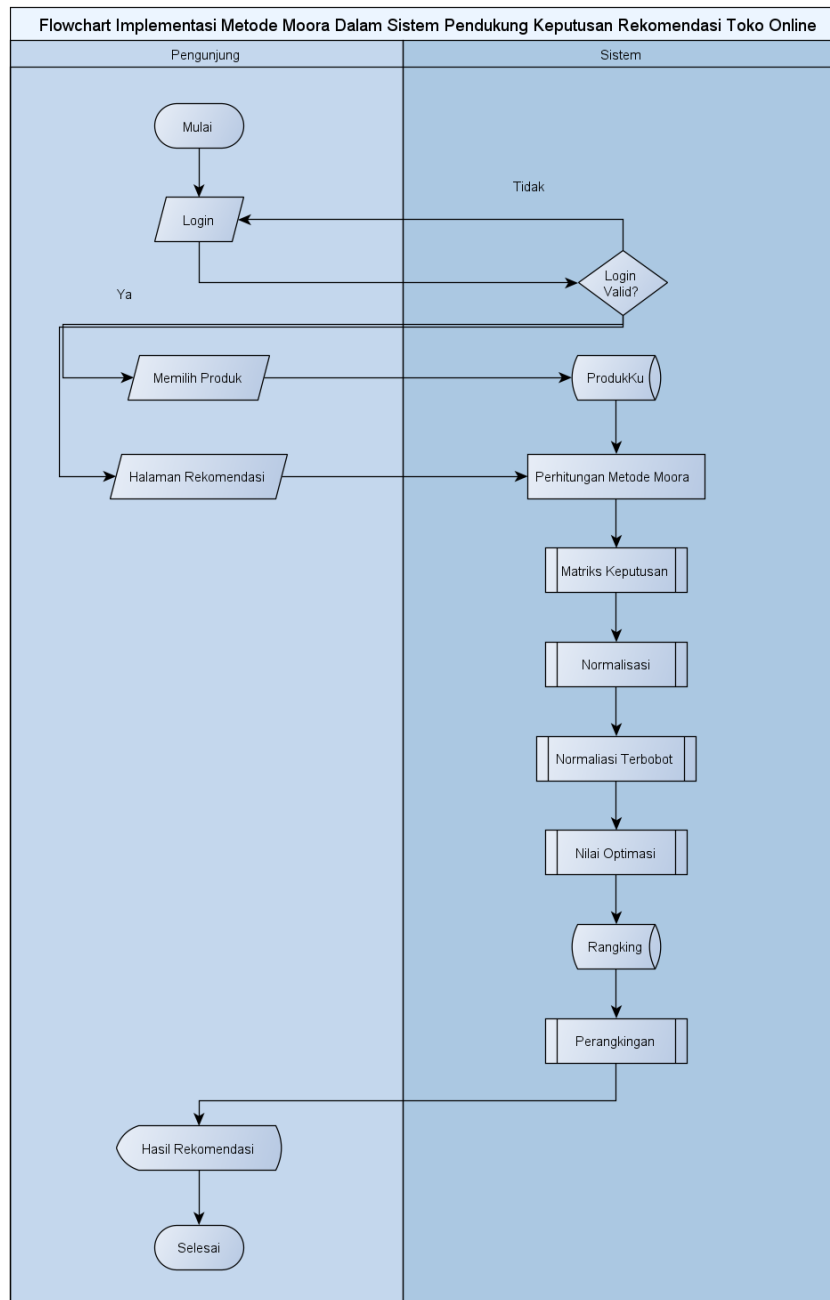 Flowchart Implementasi Metode Moora Dalam Sistem Pendukung Keputusan Rekomendasi Toko Online
Pengunjung
Sistem
Mulai
Tidak
Login
Login
Valid?
Ya
Memilih Produk
ProdukKu
Halaman Rekomendasi
Perhitungan Metode Moora
Matriks Keputusan
Normalisasi
Normaliasi Terbobot
Nilai Optimasi
Rangking
Perangkingan
Hasil Rekomendasi
Selesai